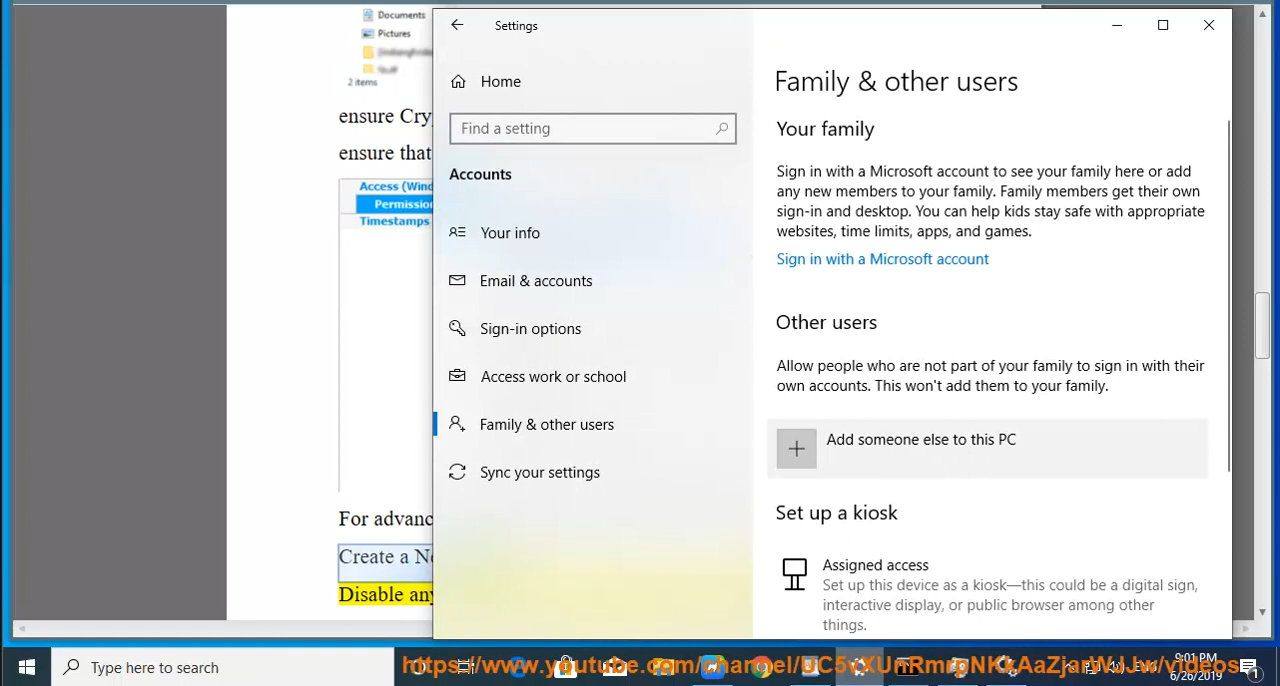 Documents
Pictures
2 items
ensure Cry
ensure that
Access (Wind
Permission
Timestamps
For advanc
Create a Ne
Disable any
Settings
Home
Find a setting
Accounts
Your info
Email & accounts
Sign-in options
Access work or school
Family & other users
Sync your settings
Family & other users
Your family
Sign in with a Microsoft account to see your family here or add
any new members to your family. Family members get their own
sign-in and desktop. You can help kids stay safe with appropriate
websites, time limits, apps, and games.
Sign in with a Microsoft account
Other users
Allow people who are not part of your family to sign in with their
own accounts. This won't add them to your family.
Add someone else to this PC
Set up a kiosk
Assigned access
Set up this device as a kiosk—this could be a digital sign,
interactive display, or public browser among other
things.
Type here to search
9:01 PM
6/26/2019